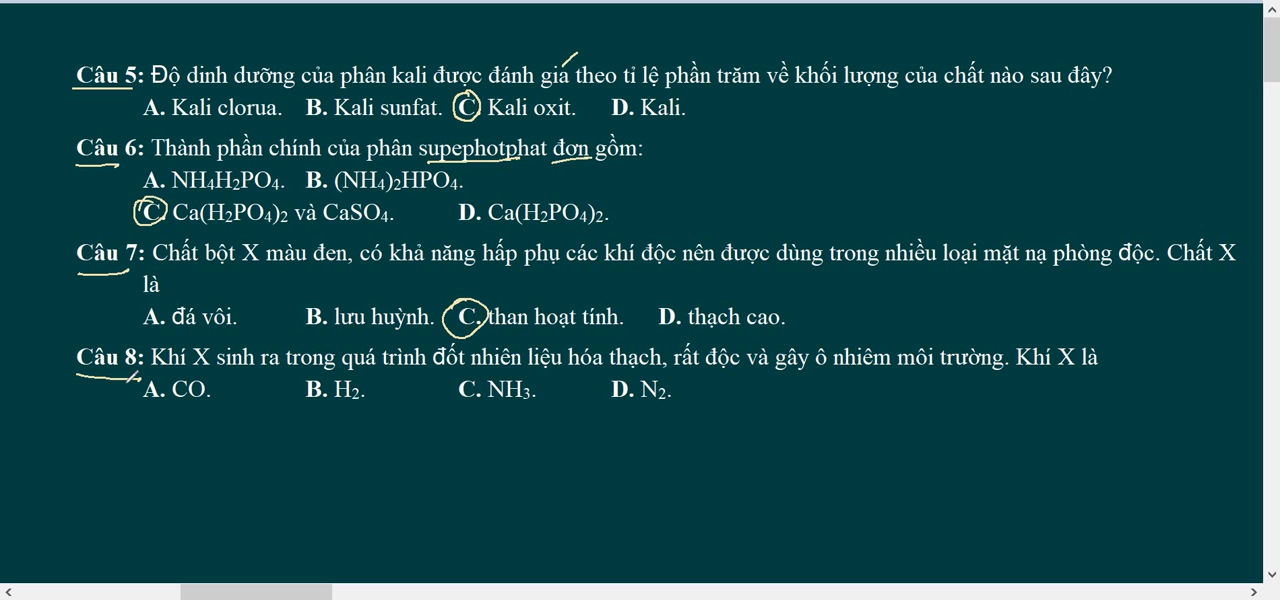 Câu 5: Độ dinh dưỡng của phân kali được đánh giá theo tỉ lệ phần trăm về khối lượng của chất nào sau đây?
A. Kali clorua. B. Kali sunfat. C. Kali oxit. D. Kali.
Câu 6: Thành phần chính của phân supephotphat đơn gồm:
A. NH₄H₂PO₄. B. (NH₄)₂HPO₄.
C. Ca(H₂PO₄)₂ và CaSO₄. D. Ca(H₂PO₄)₂.
Câu 7: Chất bột X màu đen, có khả năng hấp phụ các khí độc nên được dùng trong nhiều loại mặt nạ phòng độc. Chất X
là
A. đá vôi. B. lưu huỳnh. C. than hoạt tính. D. thạch cao.
Câu 8: Khí X sinh ra trong quá trình đốt nhiên liệu hóa thạch, rất độc và gây ô nhiêm môi trường. Khí X là
A. CO. B. H₂. C. NH₃. D. N₂.